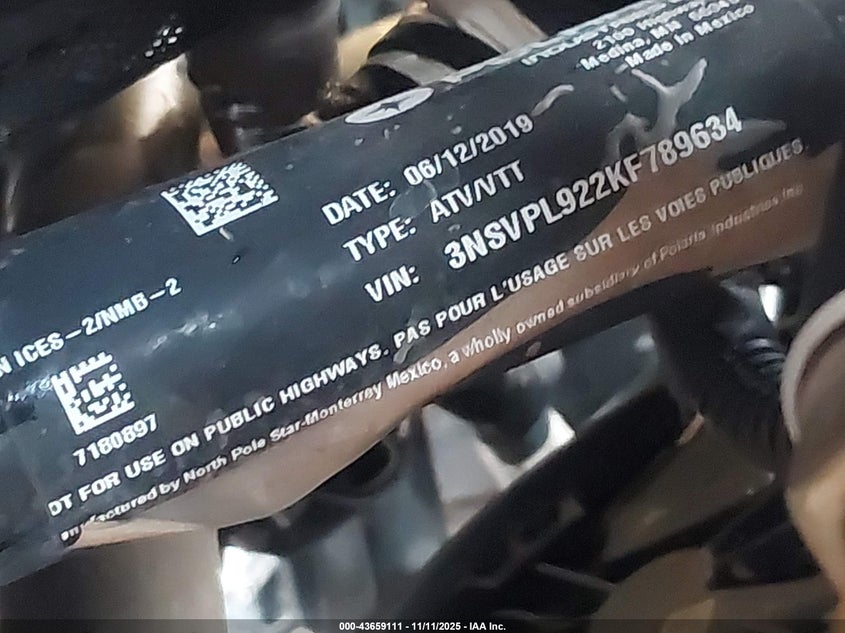 Medina, MN
Made in Mexico
DATE: 06/12/2019
TYPE: ATV/VTT
VIN: 3NSVPL922KF789634
ICES-2/NMB-2
7180897
OT FOR USE ON PUBLIC HIGHWAYS. PAS POUR L'USAGE SUR LES VOIES PUBLIQUES
anufactured by North Pole Star-Monterrey Mexico, a wholly owned subsidiary of Polaris Industries Inc
000-43659111 - 11/11/2025 - IAA Inc.